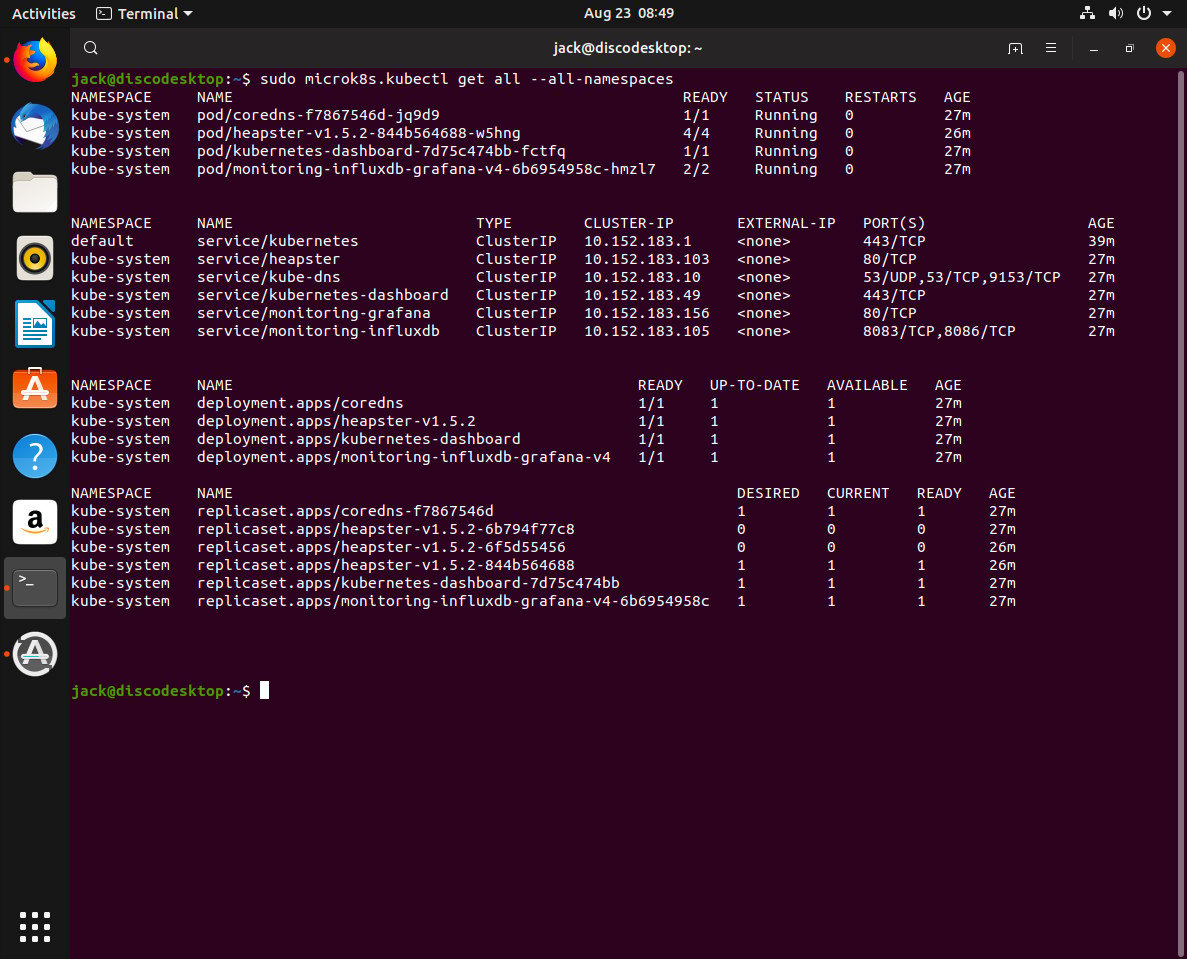 Activities Terminal Aug 23 08:49
jack@discodesktop: ~
jack@discodesktop:~$ sudo microk8s.kubectl get all --all-namespaces
NAMESPACE NAME READY STATUS RESTARTS AGE
kube-system pod/coredns-f7867546d-jq9d9 1/1 Running 0 27m
kube-system pod/heapster-v1.5.2-844b564688-w5hng 4/4 Running 0 26m
kube-system pod/kubernetes-dashboard-7d75c474bb-fctfq 1/1 Running 0 27m
kube-system pod/monitoring-influxdb-grafana-v4-6b6954958c-hmzl7 2/2 Running 0 27m
NAMESPACE NAME TYPE CLUSTER-IP EXTERNAL-IP PORT(S) AGE
default service/kubernetes ClusterIP 10.152.183.1 <none> 443/TCP 39m
kube-system service/heapster ClusterIP 10.152.183.103 <none> 80/TCP 27m
kube-system service/kube-dns ClusterIP 10.152.183.10 <none> 53/UDP,53/TCP,9153/TCP 27m
kube-system service/kubernetes-dashboard ClusterIP 10.152.183.49 <none> 443/TCP 27m
kube-system service/monitoring-grafana ClusterIP 10.152.183.156 <none> 80/TCP 27m
kube-system service/monitoring-influxdb ClusterIP 10.152.183.105 <none> 8083/TCP,8086/TCP 27m
NAMESPACE NAME READY UP-TO-DATE AVAILABLE AGE
kube-system deployment.apps/coredns 1/1 1 1 27m
kube-system deployment.apps/heapster-v1.5.2 1/1 1 1 27m
kube-system deployment.apps/kubernetes-dashboard 1/1 1 1 27m
kube-system deployment.apps/monitoring-influxdb-grafana-v4 1/1 1 1 27m
NAMESPACE NAME DESIRED CURRENT READY AGE
kube-system replicaset.apps/coredns-f7867546d 1 1 1 27m
kube-system replicaset.apps/heapster-v1.5.2-6b794f77c8 0 0 0 27m
kube-system replicaset.apps/heapster-v1.5.2-6f5d55456 0 0 0 26m
kube-system replicaset.apps/heapster-v1.5.2-844b564688 1 1 1 26m
kube-system replicaset.apps/kubernetes-dashboard-7d75c474bb 1 1 1 27m
kube-system replicaset.apps/monitoring-influxdb-grafana-v4-6b6954958c 1 1 1 27m
jack@discodesktop:~$